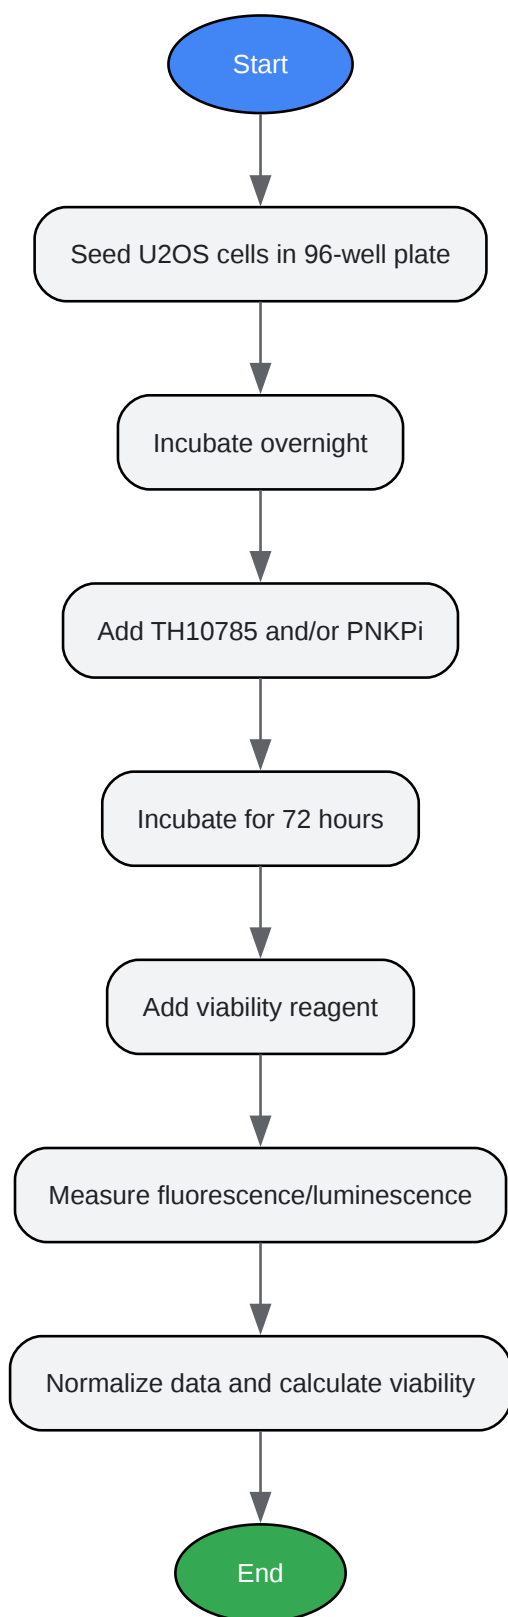 Start
Seed U2OS cells in 96-well plate
Incubate overnight
Add TH10785 and/or PNKPi
Incubate for 72 hours
Add viability reagent
Measure fluorescence/luminescence
Normalize data and calculate viability
End